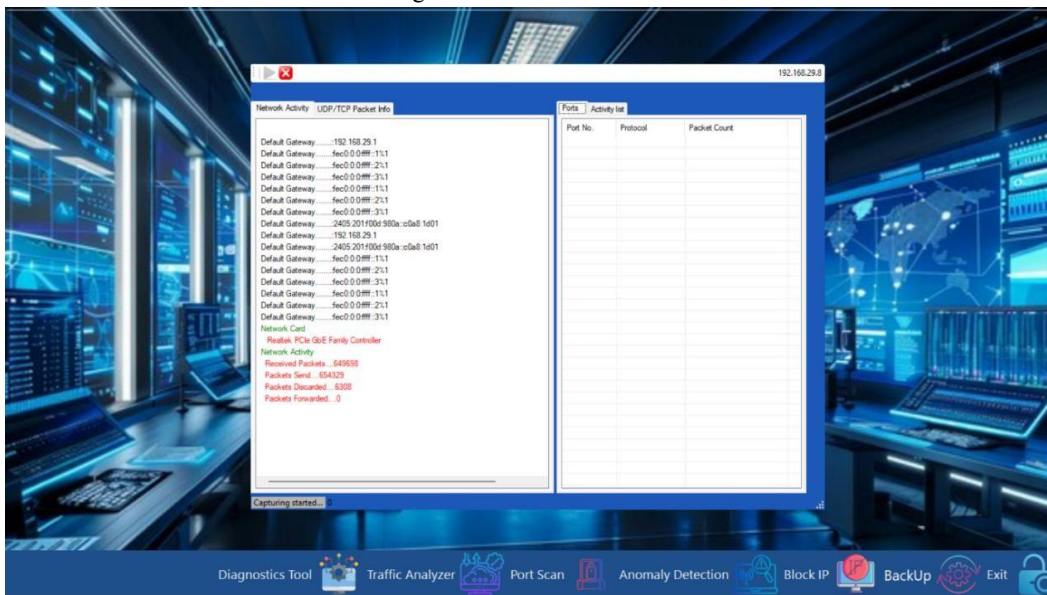 192.168.29.8
Network Activity UDP/TCP Packet Info
Ports Activity list
Port No. Protocol Packet Count
Default Gateway........:192.168.29.1
Default Gateway........:fec0:0:0:ffff::1%1
Default Gateway........:fec0:0:0:ffff::2%1
Default Gateway........:fec0:0:0:ffff::3%1
Default Gateway........:fec0:0:0:ffff::1%1
Default Gateway........:fec0:0:0:ffff::2%1
Default Gateway........:fec0:0:0:ffff::3%1
Default Gateway........:2405:201:f00d:980a::c0a8:1d01
Default Gateway........:192.168.29.1
Default Gateway........:2405:201:f00d:980a::c0a8:1d01
Default Gateway........:fec0:0:0:ffff::1%1
Default Gateway........:fec0:0:0:ffff::2%1
Default Gateway........:fec0:0:0:ffff::3%1
Default Gateway........:fec0:0:0:ffff::1%1
Default Gateway........:fec0:0:0:ffff::2%1
Default Gateway........:fec0:0:0:ffff::3%1
Network Card
Realtek PCIe GbE Family Controller
Network Activity
Received Packets....649698
Packets Send....654329
Packets Discarded....6308
Packets Forwarded....0
Capturing started... 0
Diagnostics Tool Traffic Analyzer Port Scan Anomaly Detection Block IP IP BackUp Exit